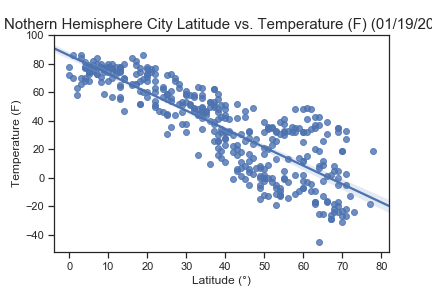 Nothern Hemisphere City Latitude vs. Temperature (F) (01/19/20
100
80
60
40
20
0
−20
−40
Temperature (F)
0 10 20 30 40 50 60 70 80
Latitude (°)